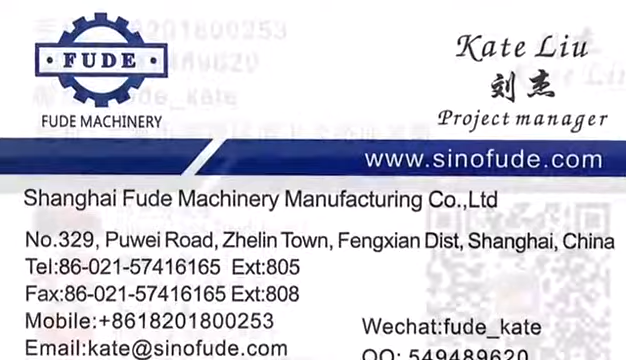 FUDE
FUDE MACHINERY
Kate Liu
刘杰
Project manager
www.sinofude.com
Shanghai Fude Machinery Manufacturing Co.,Ltd
No.329, Puwei Road, Zhelin Town, Fengxian Dist, Shanghai, China
Tel:86-021-57416165 Ext:805
Fax:86-021-57416165 Ext:808
Mobile:+8618201800253
Wechat:fude_kate
Email:kate@sinofude.com
QQ: 549489620